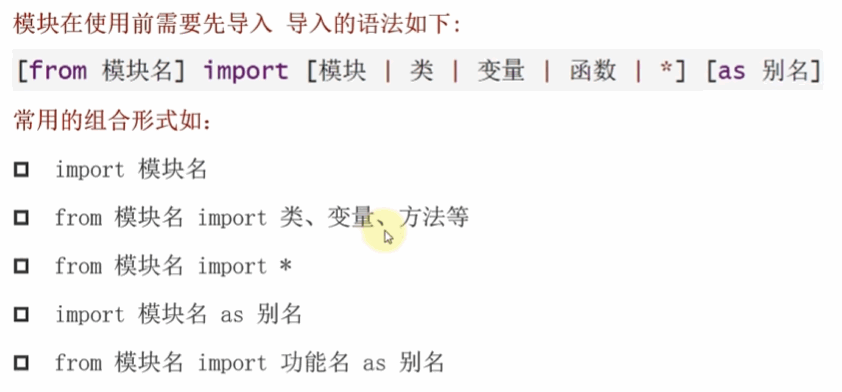 模块在使用前需要先导入 导入的语法如下:
[from 模块名] import [模块 | 类 | 变量 | 函数 | *] [as 别名]
常用的组合形式如：
import 模块名
from 模块名 import 类、变量、方法等
from 模块名 import *
import 模块名 as 别名
from 模块名 import 功能名 as 别名